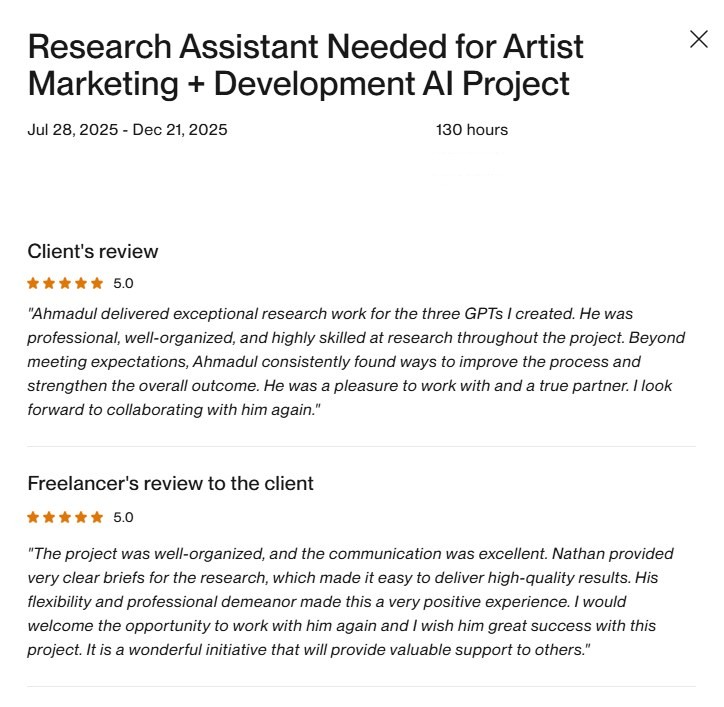 Research Assistant Needed for Artist
Marketing + Development AI Project
Jul 28, 2025 - Dec 21, 2025
130 hours
Client's review
5.0
"Ahmadul delivered exceptional research work for the three GPTs I created. He was
professional, well-organized, and highly skilled at research throughout the project. Beyond
meeting expectations, Ahmadul consistently found ways to improve the process and
strengthen the overall outcome. He was a pleasure to work with and a true partner. I look
forward to collaborating with him again."
Freelancer's review to the client
5.0
"The project was well-organized, and the communication was excellent. Nathan provided
very clear briefs for the research, which made it easy to deliver high-quality results. His
flexibility and professional demeanor made this a very positive experience. I would
welcome the opportunity to work with him again and I wish him great success with this
project. It is a wonderful initiative that will provide valuable support to others."